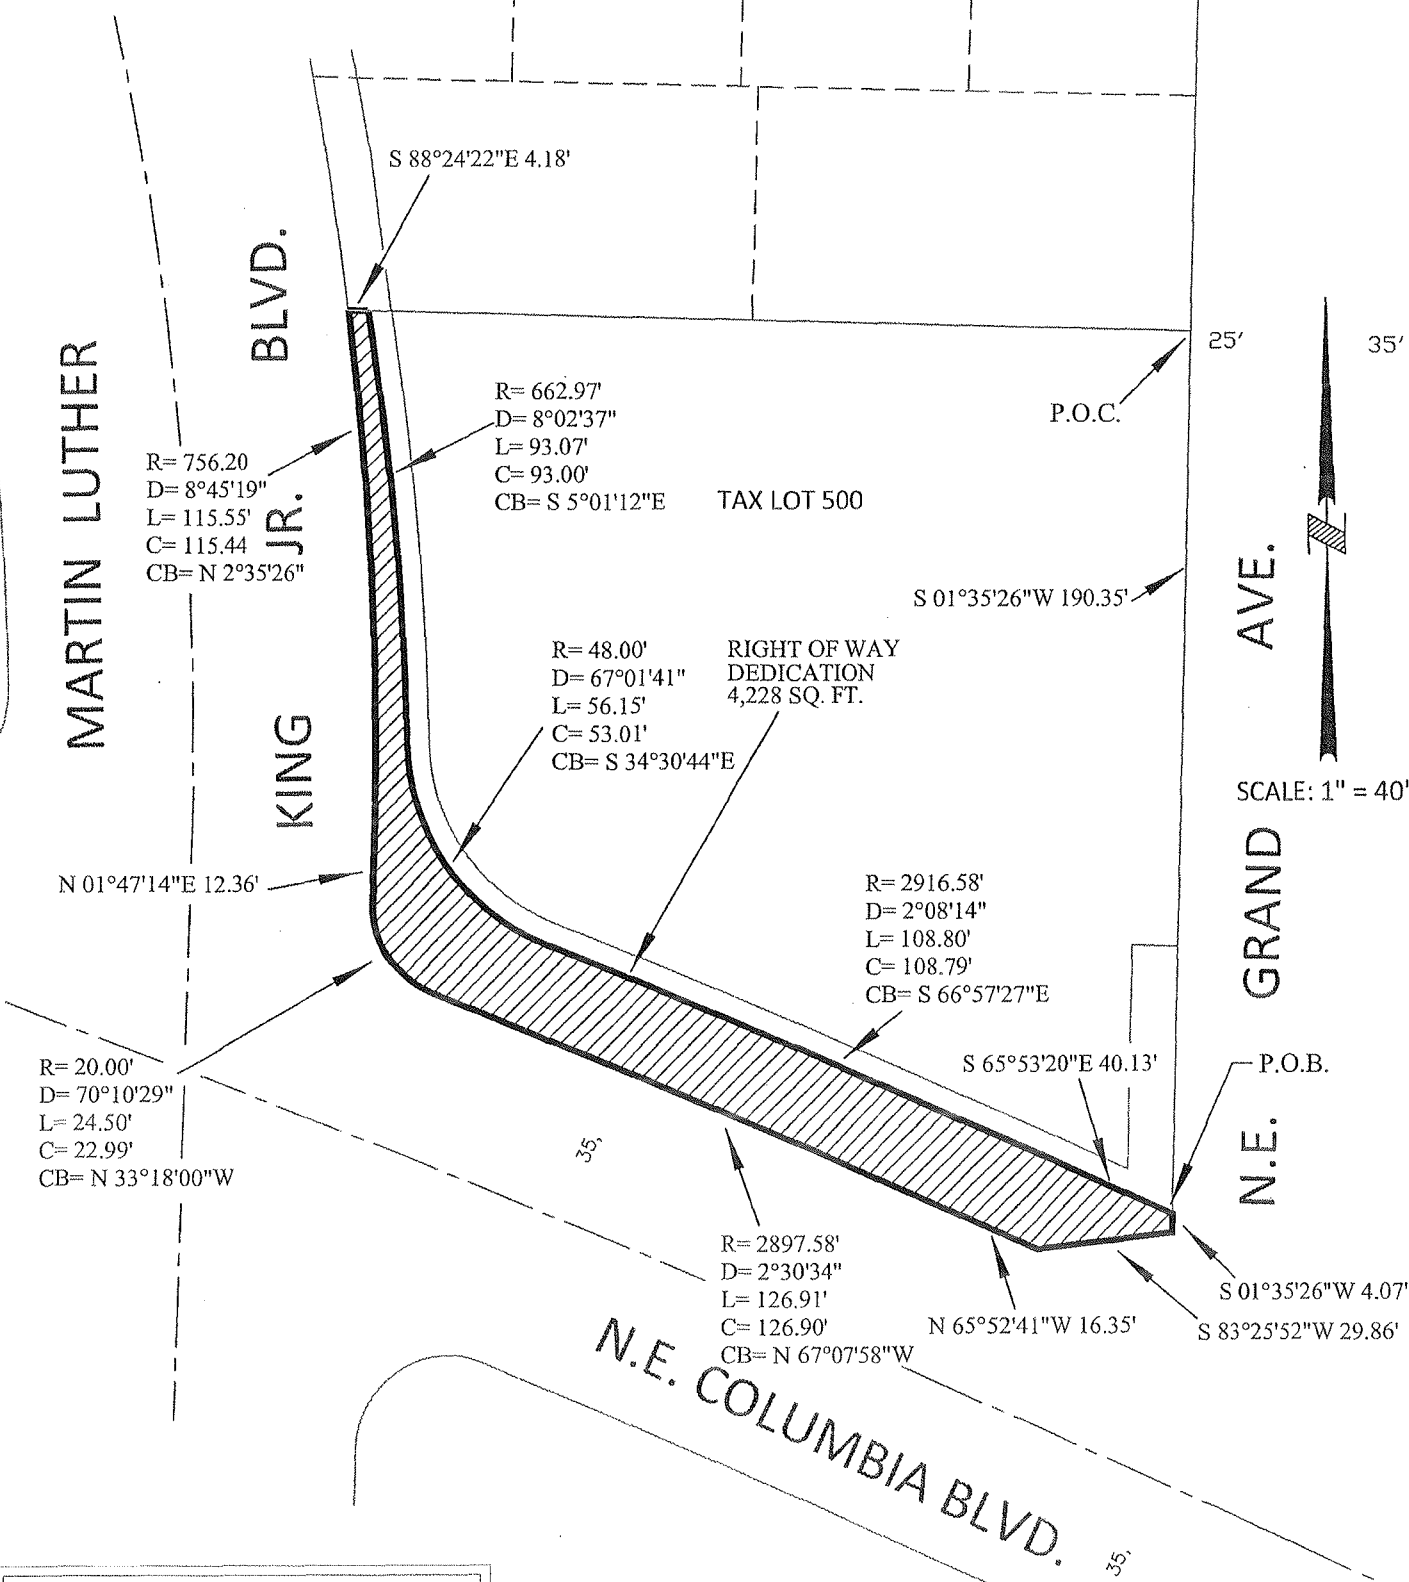 S 88°24'22"E 4.18'
BLVD.
MARTIN LUTHER
25'
35'
P.O.C.
R= 662.97'
D= 8°02'37"
L= 93.07'
C= 93.00'
CB= S 5°01'12"E
TAX LOT 500
R= 756.20
D= 8°45'19"
L= 115.55'
C= 115.44
CB= N 2°35'26"
JR.
S 01°35'26"W 190.35'
AVE.
R= 48.00'
D= 67°01'41"
L= 56.15'
C= 53.01'
CB= S 34°30'44"E
RIGHT OF WAY
DEDICATION
4,228 SQ. FT.
KING
SCALE: 1" = 40'
N 01°47'14"E 12.36'
R= 2916.58'
D= 2°08'14"
L= 108.80'
C= 108.79'
CB= S 66°57'27"E
GRAND
S 65°53'20"E 40.13'
P.O.B.
R= 20.00'
D= 70°10'29"
L= 24.50'
C= 22.99'
CB= N 33°18'00"W
35'
N.E.
R= 2897.58'
D= 2°30'34"
L= 126.91'
C= 126.90'
CB= N 67°07'58"W
N 65°52'41"W 16.35'
S 01°35'26"W 4.07'
S 83°25'52"W 29.86'
N.E. COLUMBIA BLVD.
35'